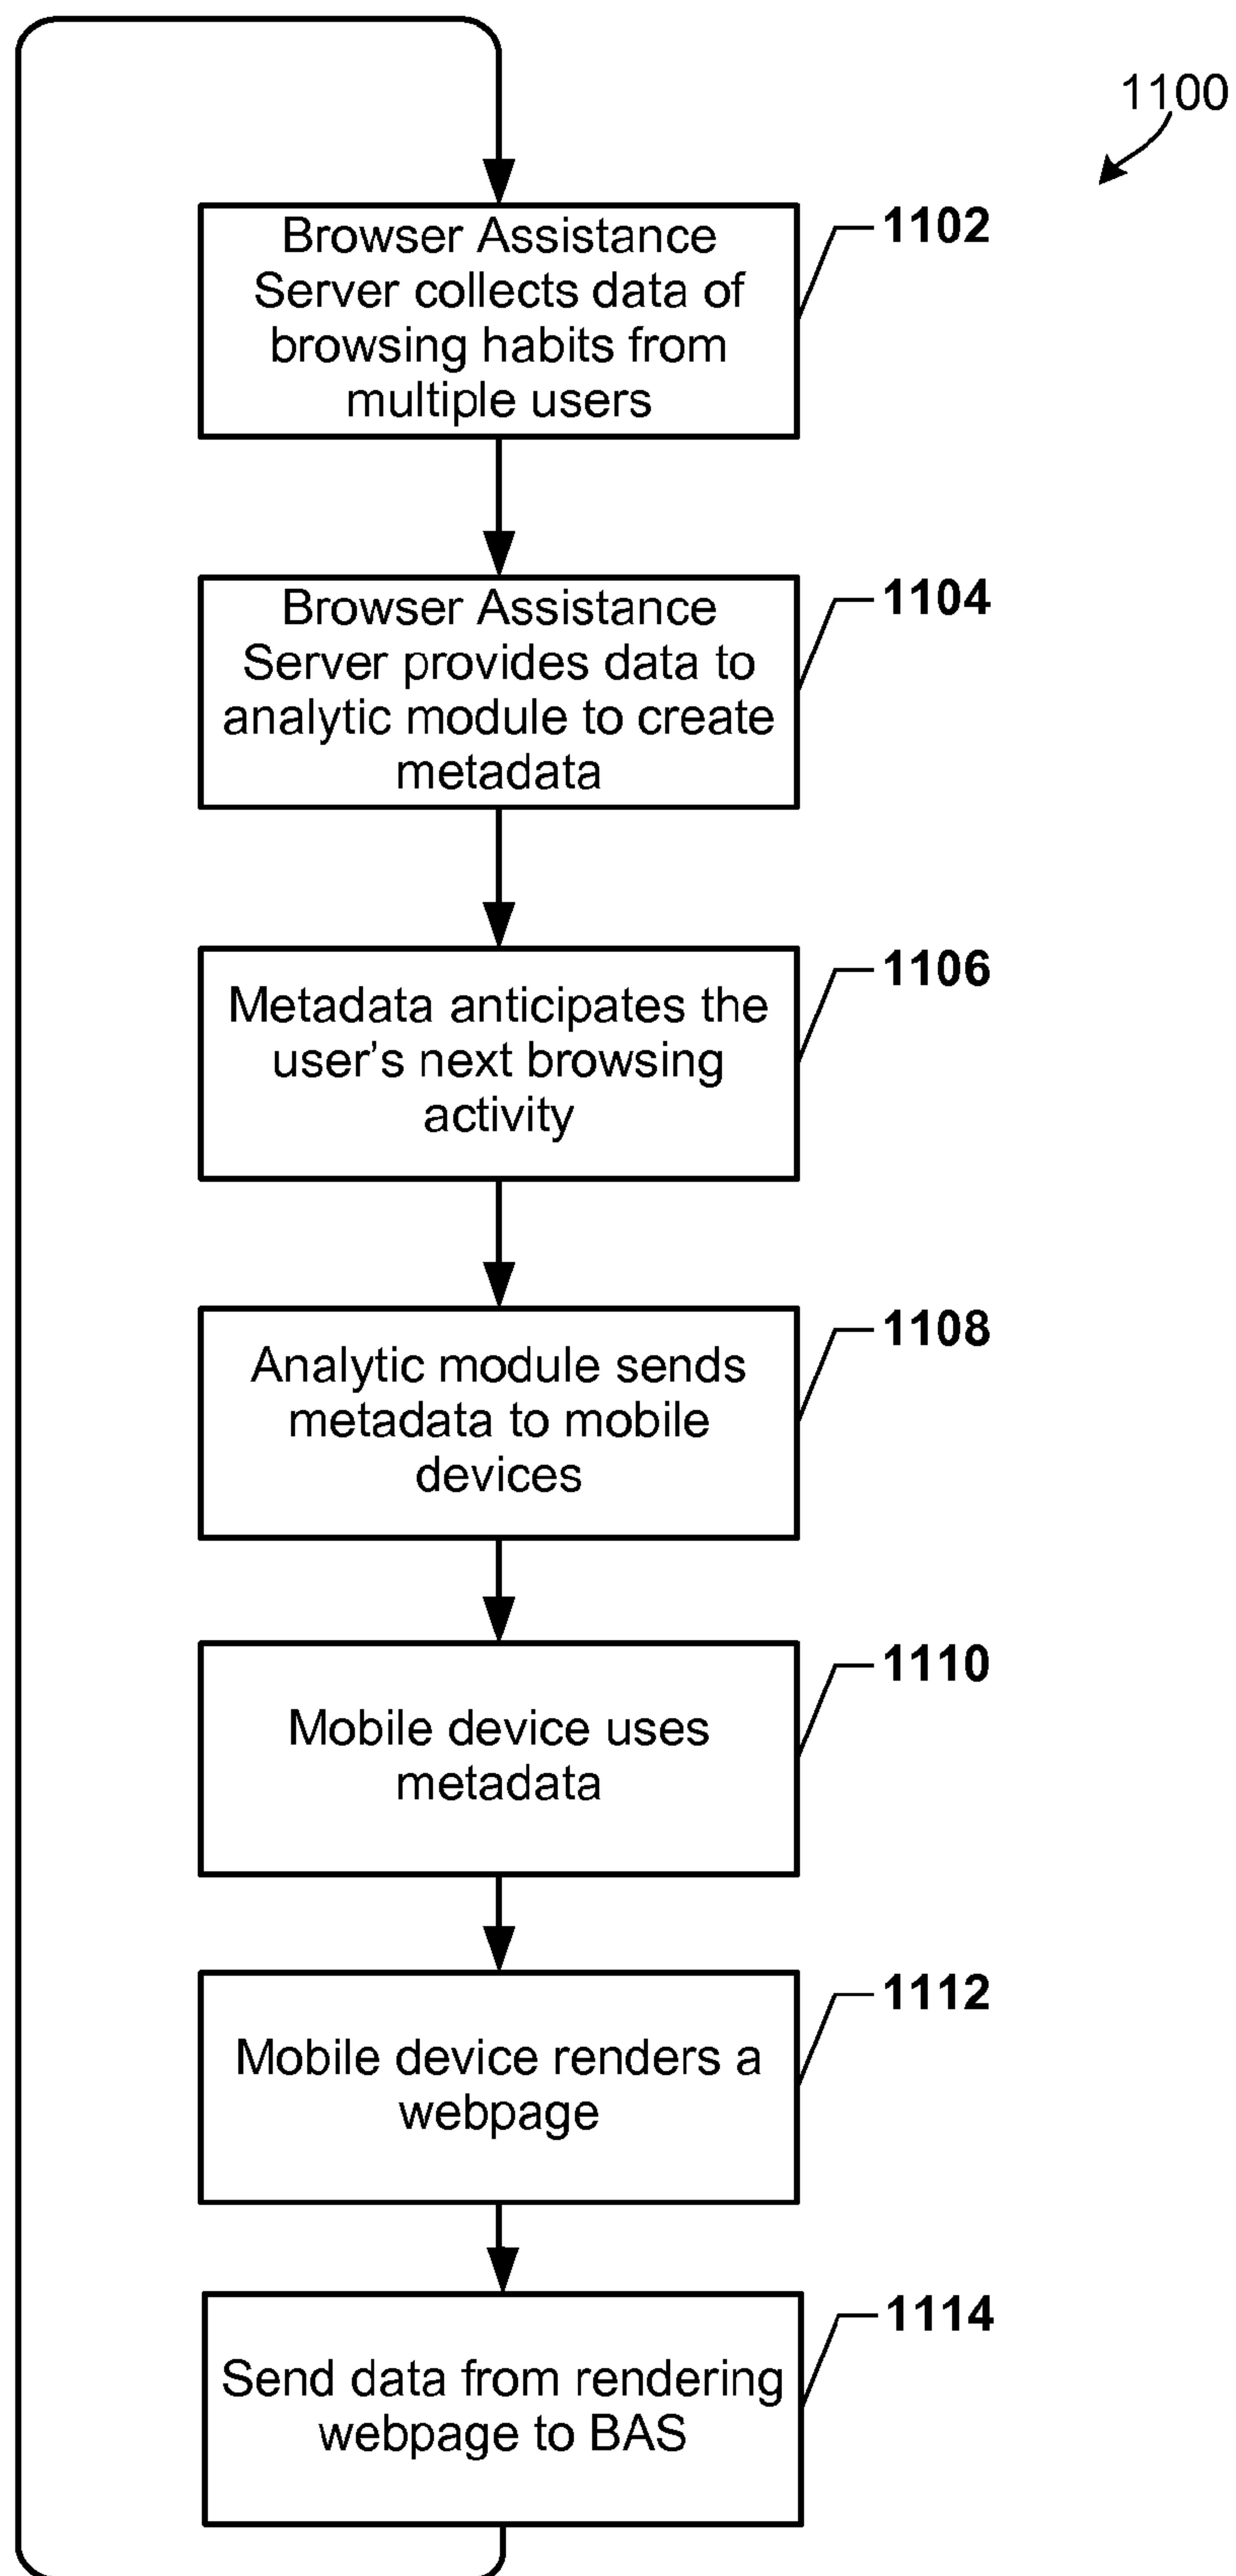 1100
Browser Assistance
Server collects data of
browsing habits from
multiple users
1102
Browser Assistance
Server provides data to
analytic module to create
metadata
1104
Metadata anticipates the
user’s next browsing
activity
1106
Analytic module sends
metadata to mobile
devices
1108
Mobile device uses
metadata
1110
Mobile device renders a
webpage
1112
Send data from rendering
webpage to BAS
1114